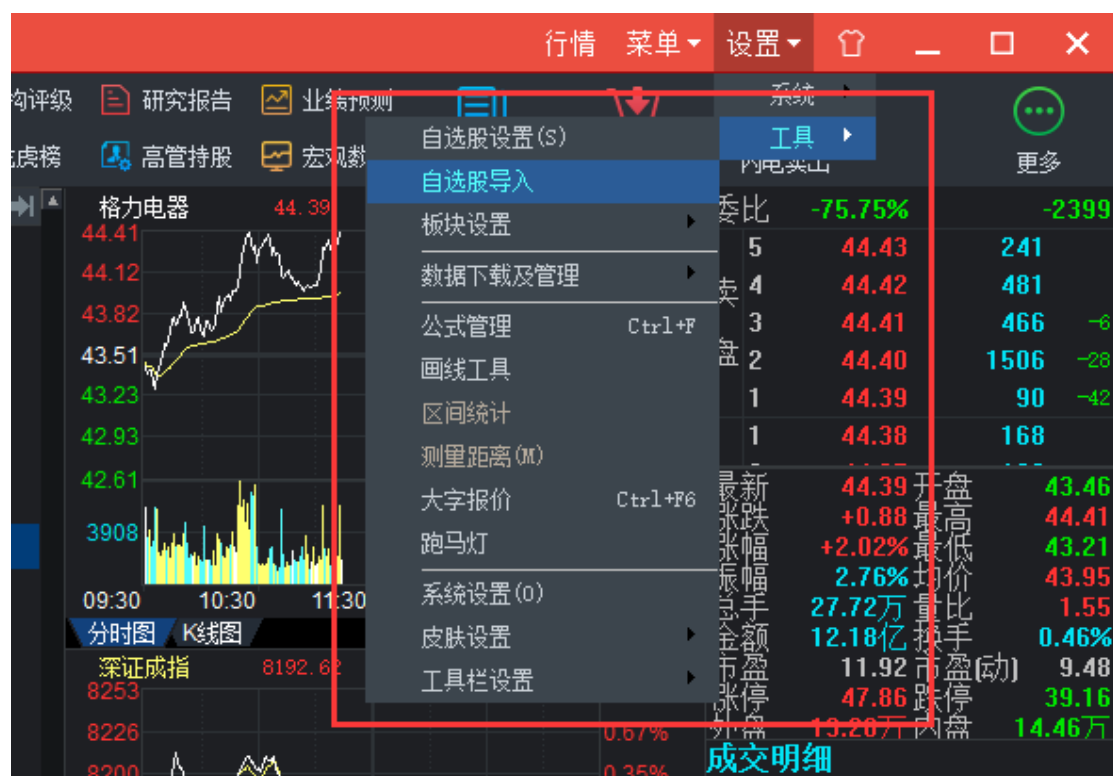 行情 菜单 设置
构评级 研究报告 业绩预测 系统
龙虎榜 高管持股 宏观数 工具 更多
闪电卖出
自选股设置(S)
自选股导入
板块设置
数据下载及管理
公式管理 Ctrl+F
画线工具
区间统计
测量距离(M)
大字报价 Ctrl+F6
跑马灯
系统设置(O)
皮肤设置
工具栏设置
格力电器 44.39
44.41
44.12
43.82
43.51
43.23
42.93
42.61
3908
09:30 10:30 11:30
分时图 K线图
深证成指 8192.62
8253
8226
8200
0.67%
0.35%
委比 -75.75% -2399
卖盘
5 44.43 241
4 44.42 481
3 44.41 466 -6
2 44.40 1506 -28
1 44.39 90 -42
1 44.38 168
最新 44.39 开盘 43.46
涨跌 +0.88 最高 44.41
涨幅 +2.02% 最低 43.21
振幅 2.76% 均价 43.95
总手 27.72万 量比 1.55
金额 12.18亿 换手 0.46%
市盈 11.92 市盈(动) 9.48
涨停 47.86 跌停 39.16
外盘 13.26万 内盘 14.46万
成交明细